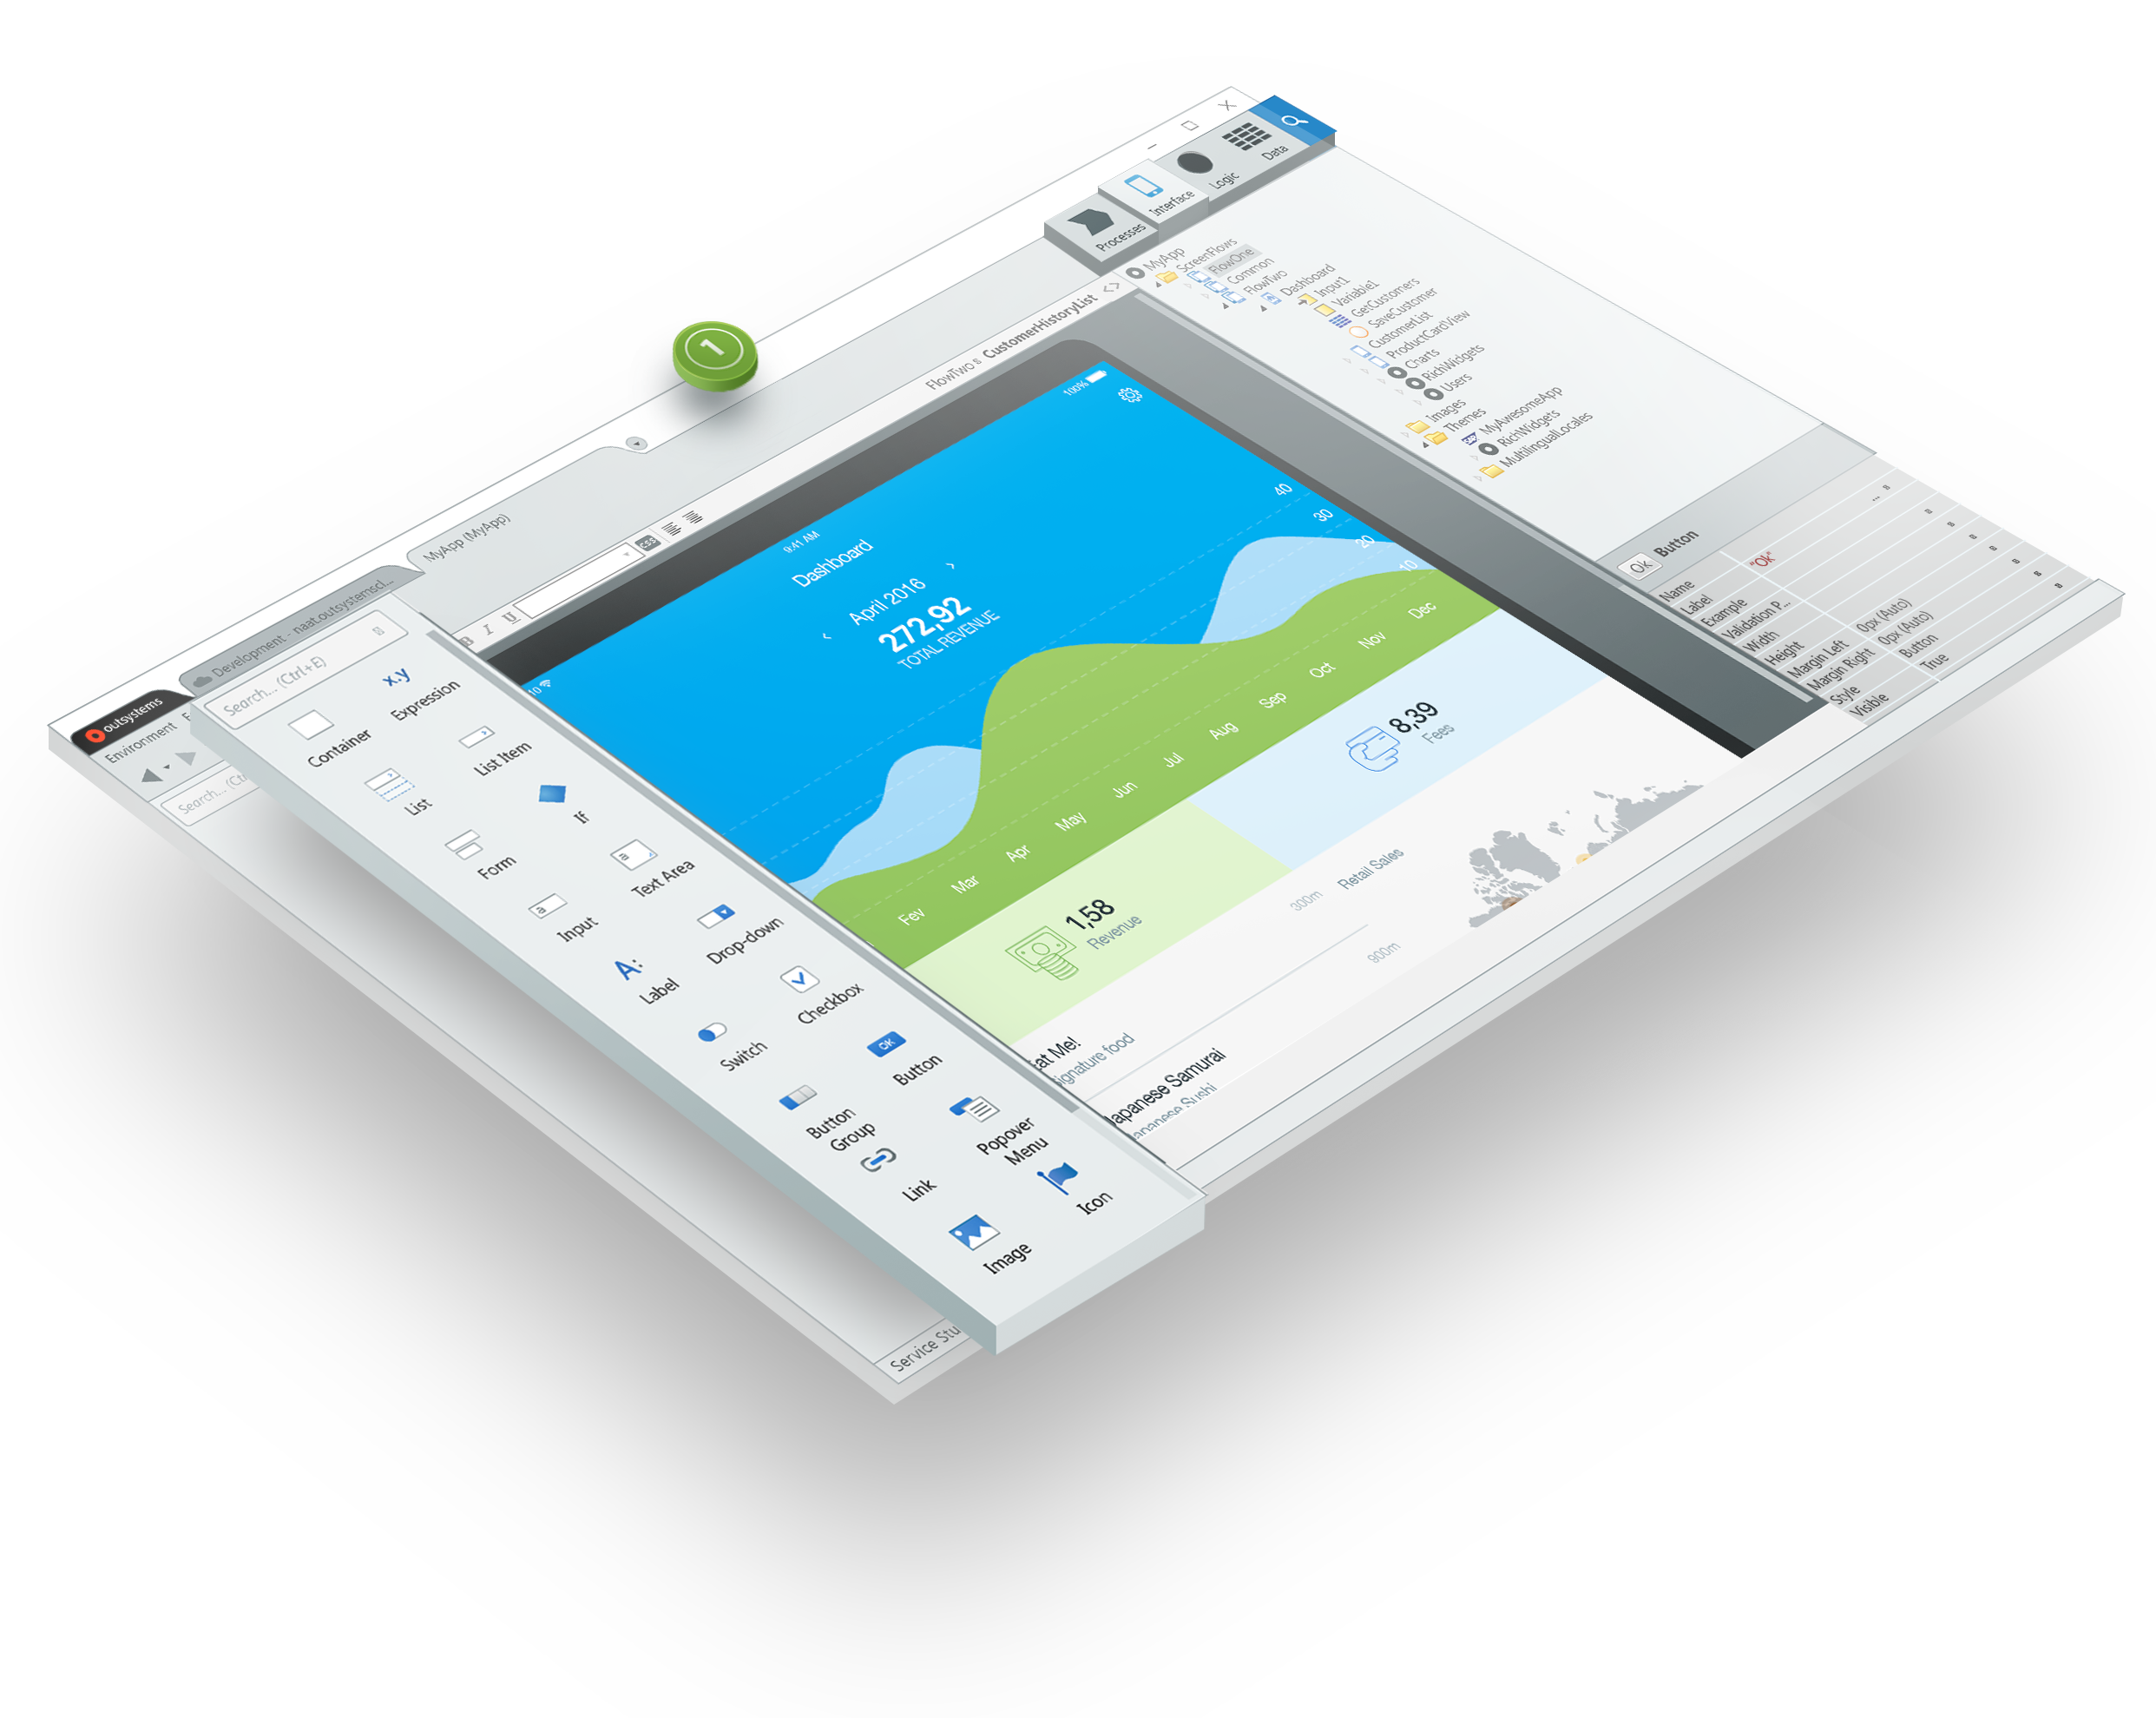 outsystems
Development - naat.outsystemscl...
MyApp (MyApp)
Environment
Search... (Ctrl+E)
Search... (Ctr
Container
Expression
List
List Item
Form
If
Input
Text Area
Label
Drop-down
Switch
Checkbox
Button
Group
Button
Link
Popover
Menu
Image
Icon
Service Stu
1
B I U
CSS
FlowTwo
CustomerHistoryList
9:41 AM
100%
Dashboard
April 2016
272,92
TOTAL REVENUE
40
30
20
10
Fev
Mar
Apr
May
Jun
Jul
Aug
Sep
Oct
Nov
Dec
1,58
Revenue
8,39
Fees
Eat Me!
Signature food
300m
Retail Sales
Japanese Samurai
Japanese Sushi
900m
Processes
Interface
Logic
Data
MyApp
ScreenFlows
FlowOne
Common
FlowTwo
Dashboard
Input1
Variable1
GetCustomers
SaveCustomer
CustomerList
ProductCardView
Charts
RichWidgets
Users
Images
Themes
MyAwesomeApp
RichWidgets
MultilingualLocales
Ok
Button
Name
Label
"Ok"
Example
Validation P...
Width
Height
Margin Left
0px (Auto)
Margin Right
0px (Auto)
Style
Button
Visible
True